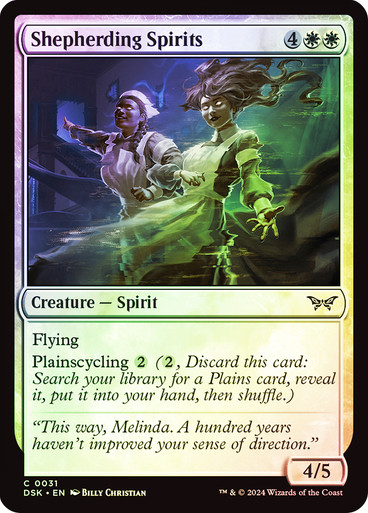 Shepherding Spirits 4
Creature — Spirit
Flying
Plainscycling 2 (2, Discard this card:
Search your library for a Plains card, reveal
it, put it into your hand, then shuffle.)
“This way, Melinda. A hundred years
haven’t improved your sense of direction.”
4/5
C 0031
DSK • EN Billy Christian
™ & © 2024 Wizards of the Coast